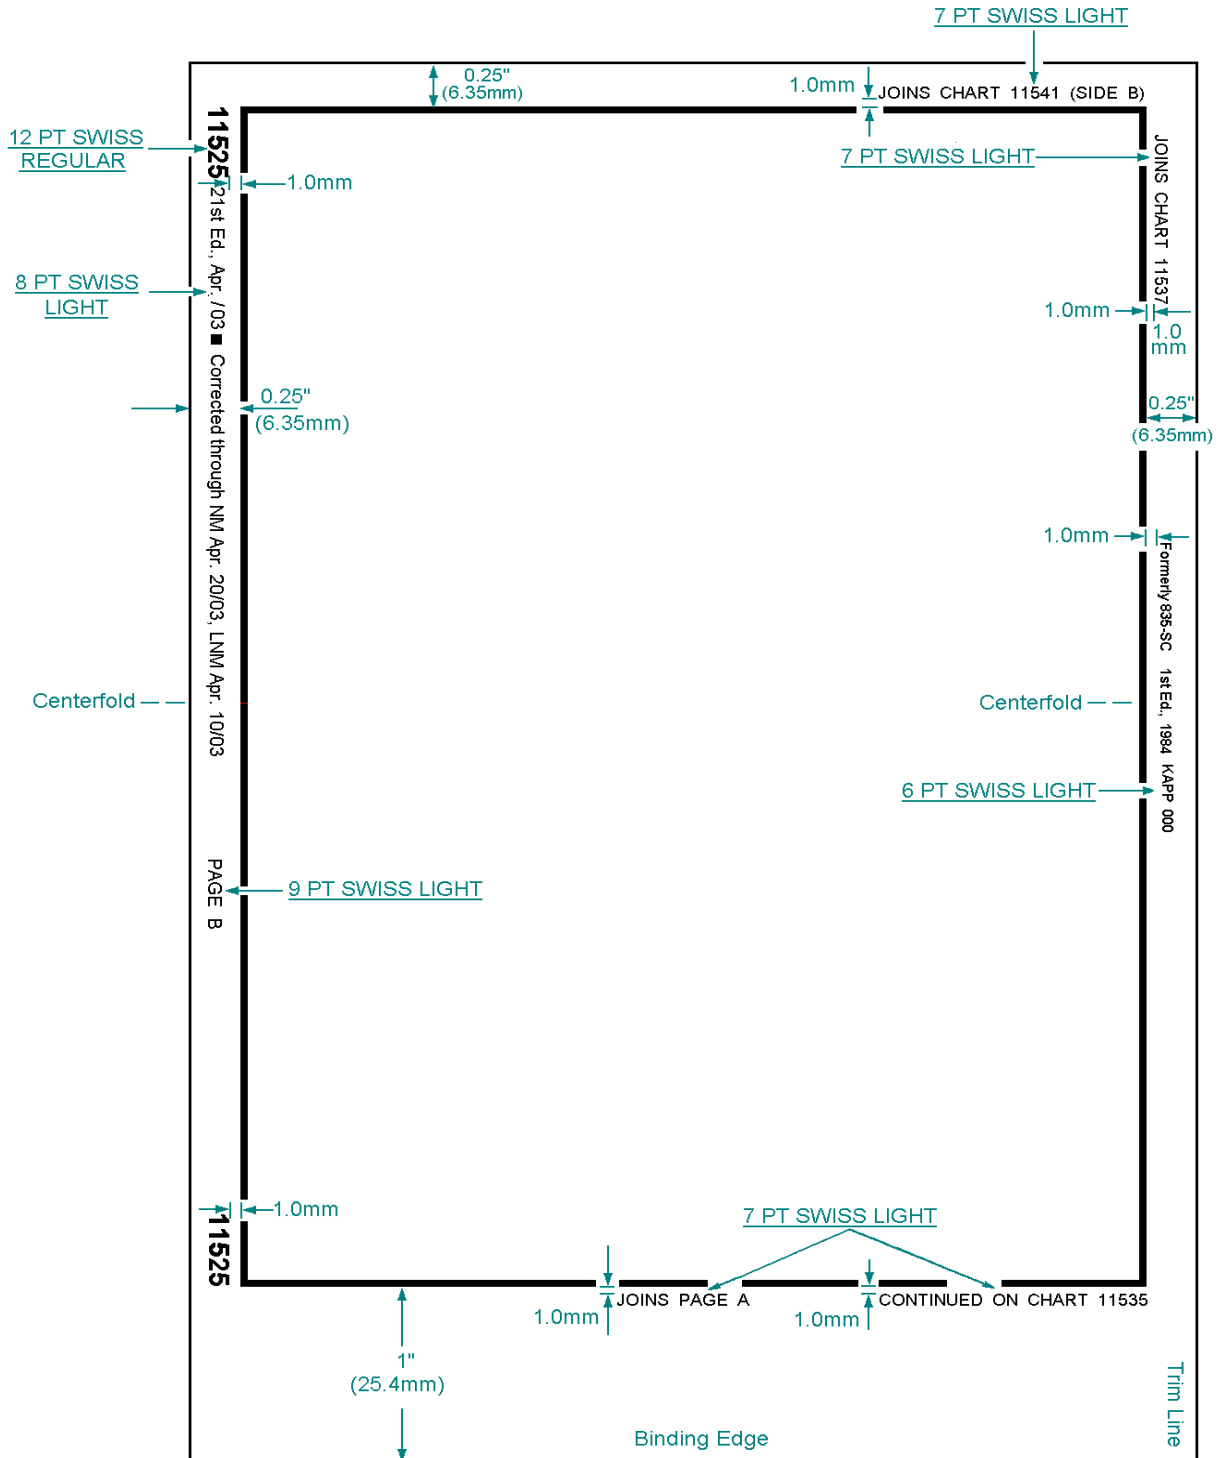 7 PT SWISS LIGHT
0.25"
(6.35mm)
1.0mm
JOINS CHART 11541 (SIDE B)
12 PT SWISS
REGULAR
11525
7 PT SWISS LIGHT
JOINS CHART 11537
1.0mm
21st Ed., Apr. /03 ■ Corrected through NM Apr. 20/03, LNM Apr. 10/03
8 PT SWISS
LIGHT
1.0mm
1.0
mm
0.25"
(6.35mm)
0.25"
(6.35mm)
1.0mm
Formerly 835-SC 1st Ed., 1984 KAPP 000
Centerfold
Centerfold
6 PT SWISS LIGHT
PAGE B
9 PT SWISS LIGHT
1.0mm
11525
7 PT SWISS LIGHT
JOINS PAGE A
CONTINUED ON CHART 11535
1.0mm
1.0mm
1"
(25.4mm)
Trim Line
Binding Edge